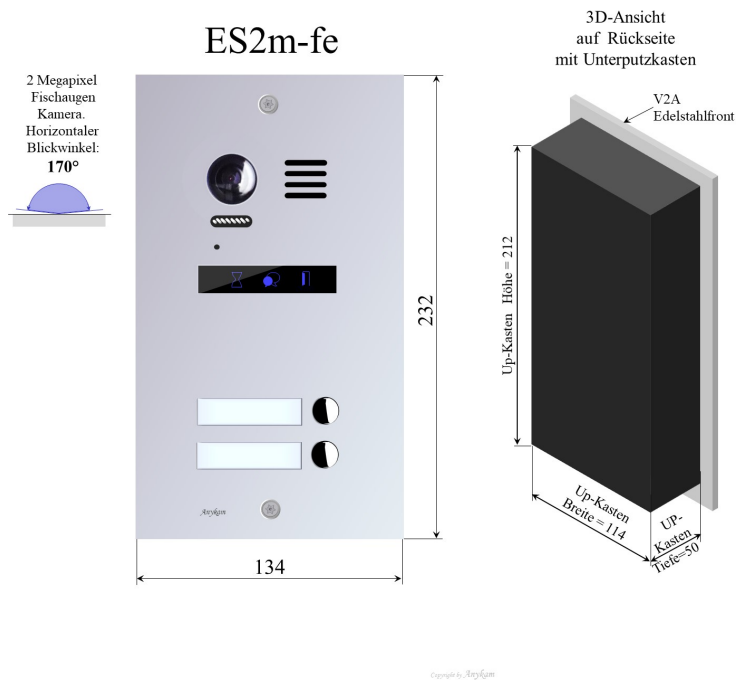 ES2m-fe
2 Megapixel
Fischaugen
Kamera.
Horizontaler
Blickwinkel:
170°
Anykam
232
134
3D-Ansicht
auf Rückseite
mit Unterputzkasten
V2A
Edelstahlfront
Up-Kasten Höhe = 212
Up-Kasten
Breite = 114
UP-
Kasten
Tiefe=50
Copyright by Anykam